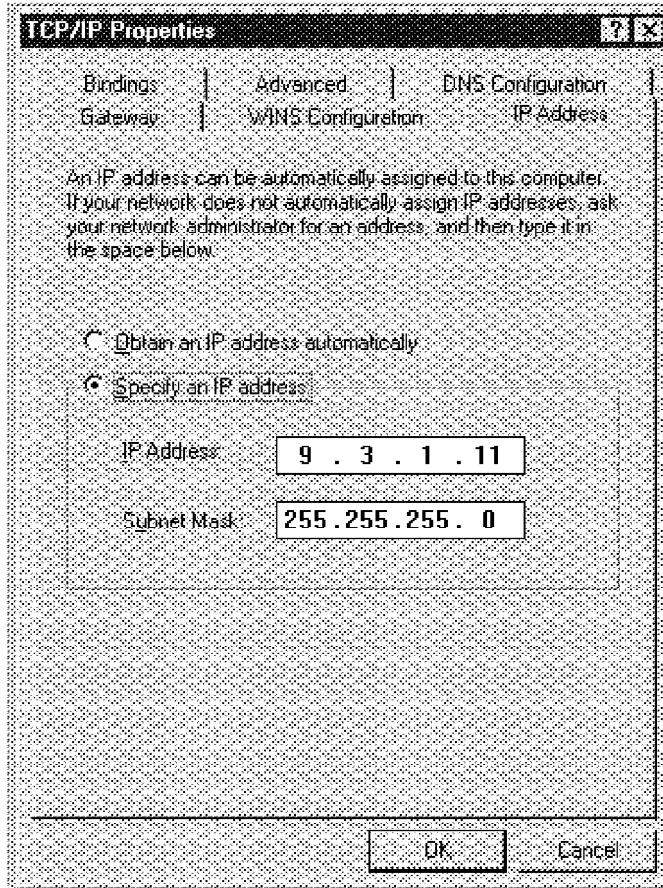 TCP/IP Properties
Bindings Advanced DNS Configuration
Gateway WINS Configuration IP Address
An IP address can be automatically assigned to this computer.
If your network does not automatically assign IP addresses, ask
your network administrator for an address, and then type it in
the space below.
Obtain an IP address automatically
Specify an IP address
IP Address: 9 . 3 . 1 . 11
Subnet Mask: 255.255.255. 0
OK Cancel